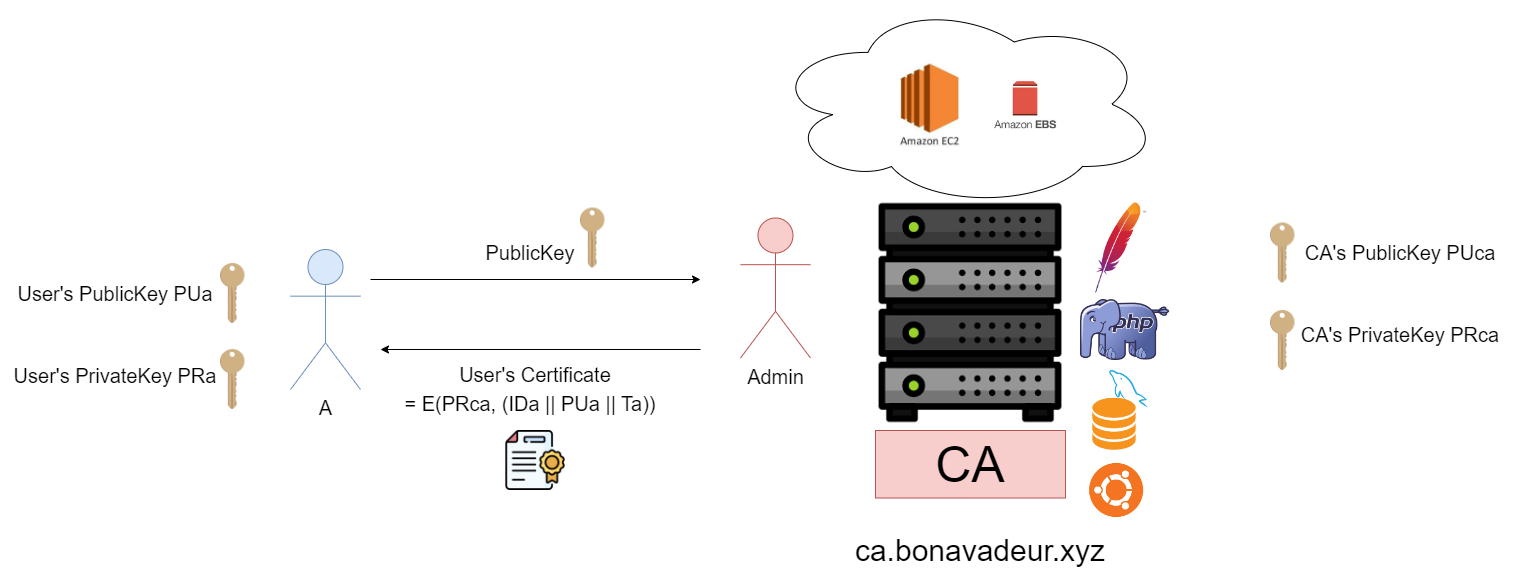 Amazon EC2
Amazon EBS
PublicKey
CA's PublicKey PUca
User's PublicKey PUa
php
CA's PrivateKey PRca
User's PrivateKey PRa
User's Certificate
Admin
= E(PRca, (IDa || PUa || Ta))
A
CA
ca.bonavadeur.xyz